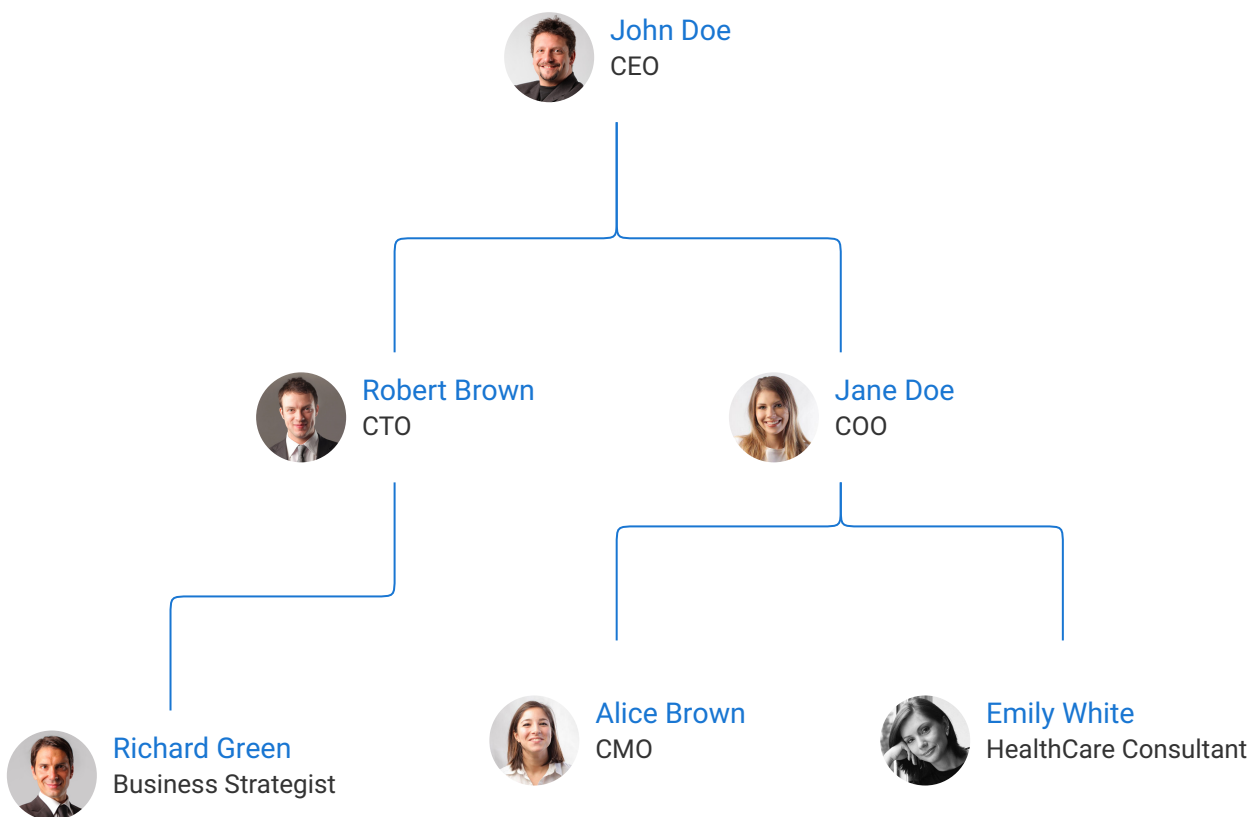 John Doe
CEO
Robert Brown
CTO
Jane Doe
COO
Alice Brown
CMO
Emily White
HealthCare Consultant
Richard Green
Business Strategist